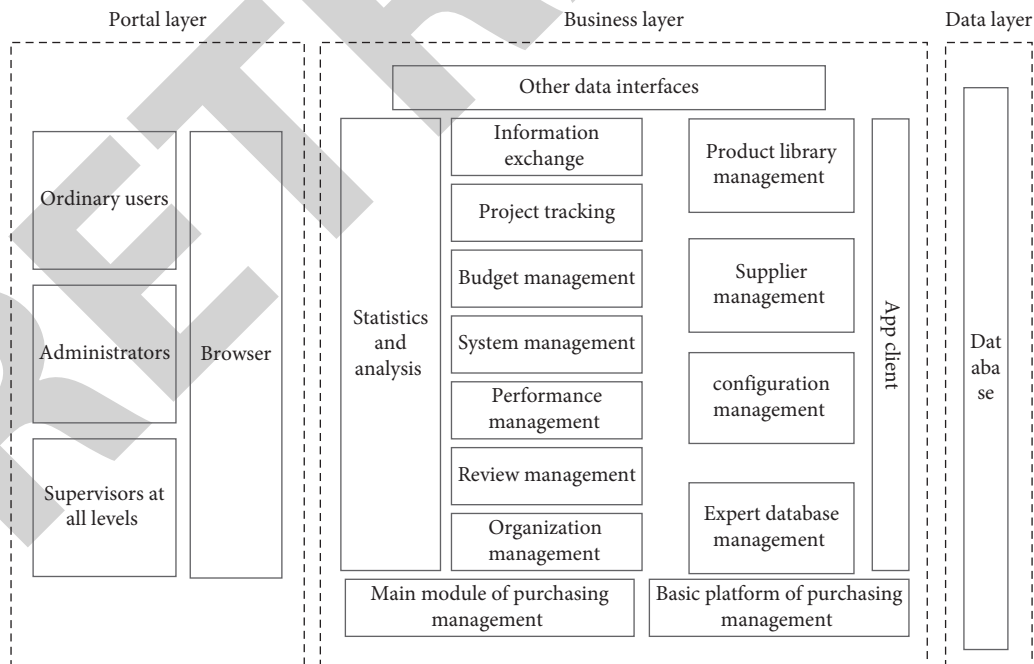 Portal layer
Business layer
Data layer
Ordinary users
Administrators
Supervisors at
all levels
Browser
Other data interfaces
Statistics
and
analysis
Information
exchange
Project tracking
Budget management
System management
Performance
management
Review management
Organization
management
Product library
management
Supplier
management
configuration
management
Expert database
management
App client
Main module of purchasing
management
Basic platform of purchasing
management
Dat
aba
se